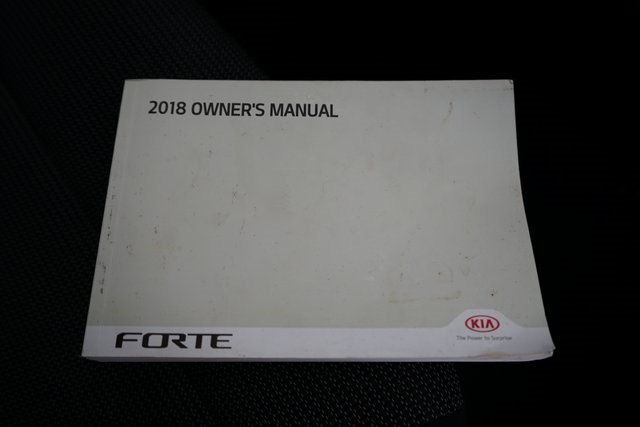 2018 OWNER'S MANUAL
FORTE
KIA
The Power to Surprise